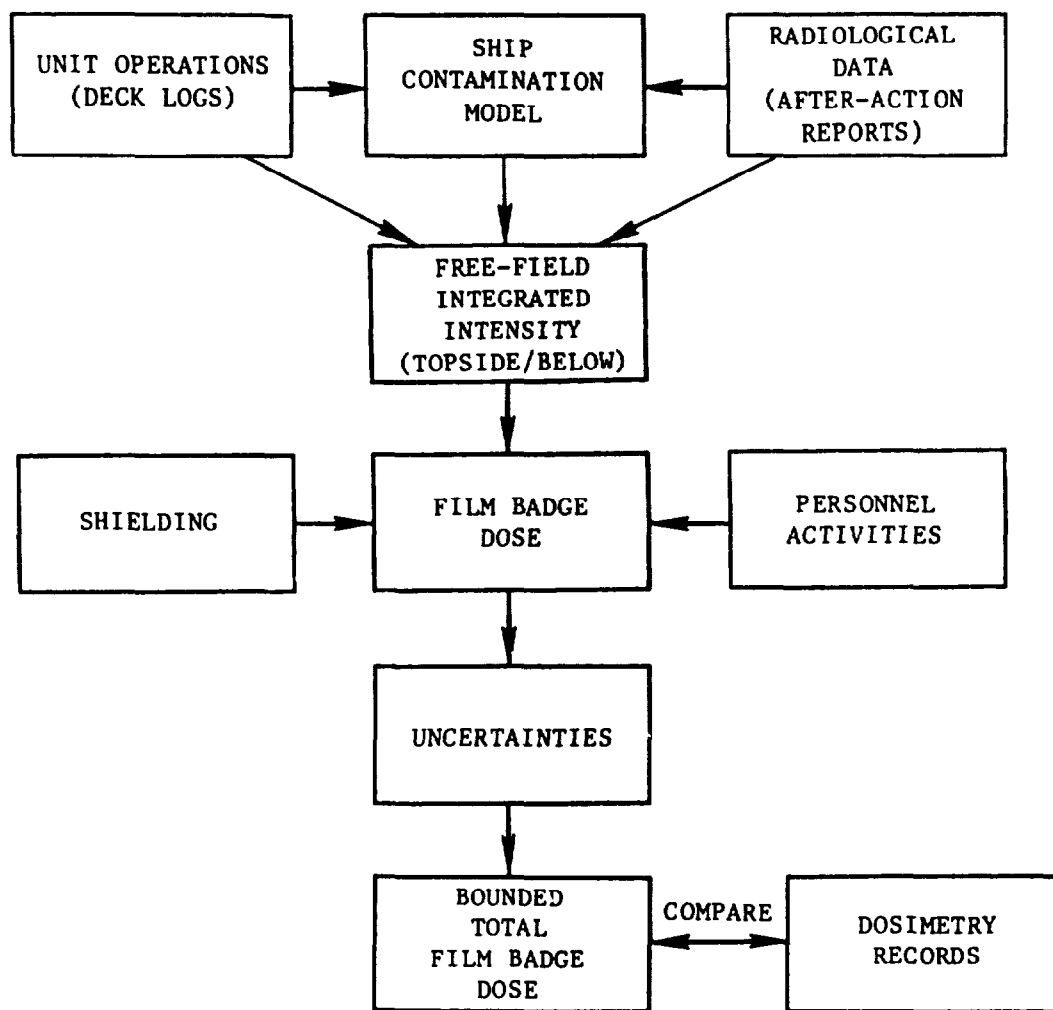 UNIT OPERATIONS
(DECK LOGS)
SHIP
CONTAMINATION
MODEL
RADIOLOGICAL
DATA
(AFTER-ACTION
REPORTS)
FREE-FIELD
INTEGRATED
INTENSITY
(TOPSIDE/BELOW)
SHIELDING
FILM BADGE
DOSE
PERSONNEL
ACTIVITIES
UNCERTAINTIES
BOUNDED
TOTAL
FILM BADGE
DOSE
COMPARE
DOSIMETRY
RECORDS